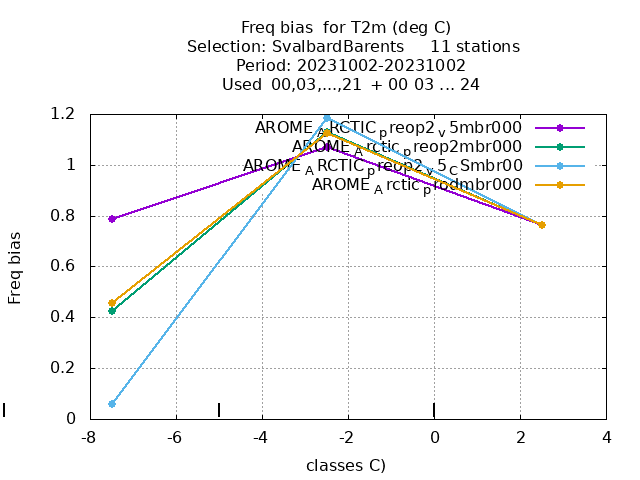 Freq bias for T2m (deg C)
Selection: SvalbardBarents 11 stations
Period: 20231002-20231002
Used 00,03,...,21 + 00 03 ... 24
AROME_ARCTIC_preop2_v5mbr000
AROME_Arctic_preop2mbr000
AROME_ARCTIC_preop2_v5_CSmbr00
AROME_Arctic_prodmbr000
1.2
1
0.8
0.6
0.4
0.2
0
Freq bias
-8 -6 -4 -2 0 2 4
classes C)